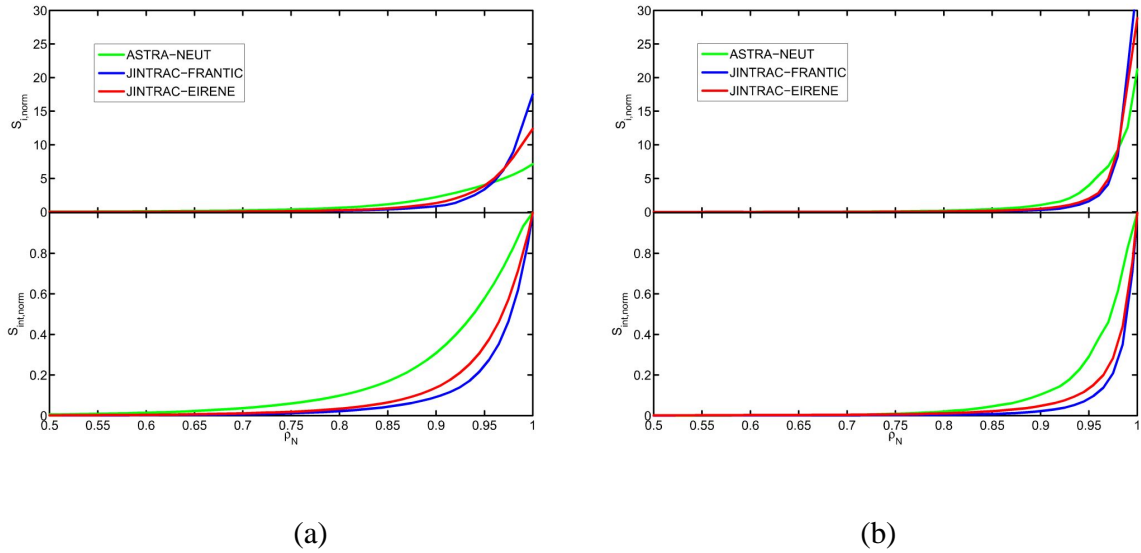 30
25
20
15
10
5
0
S_i,norm
ASTRA-NEUT
JINTRAC-FRANTIC
JINTRAC-EIRENE
0.8
0.6
0.4
0.2
0
S_int,norm
0.5 0.55 0.6 0.65 0.7 0.75 0.8 0.85 0.9 0.95 1
ρ_N
(a)
30
25
20
15
10
5
0
S_i,norm
ASTRA-NEUT
JINTRAC-FRANTIC
JINTRAC-EIRENE
0.8
0.6
0.4
0.2
0
S_int,norm
0.5 0.55 0.6 0.65 0.7 0.75 0.8 0.85 0.9 0.95 1
ρ_N
(b)